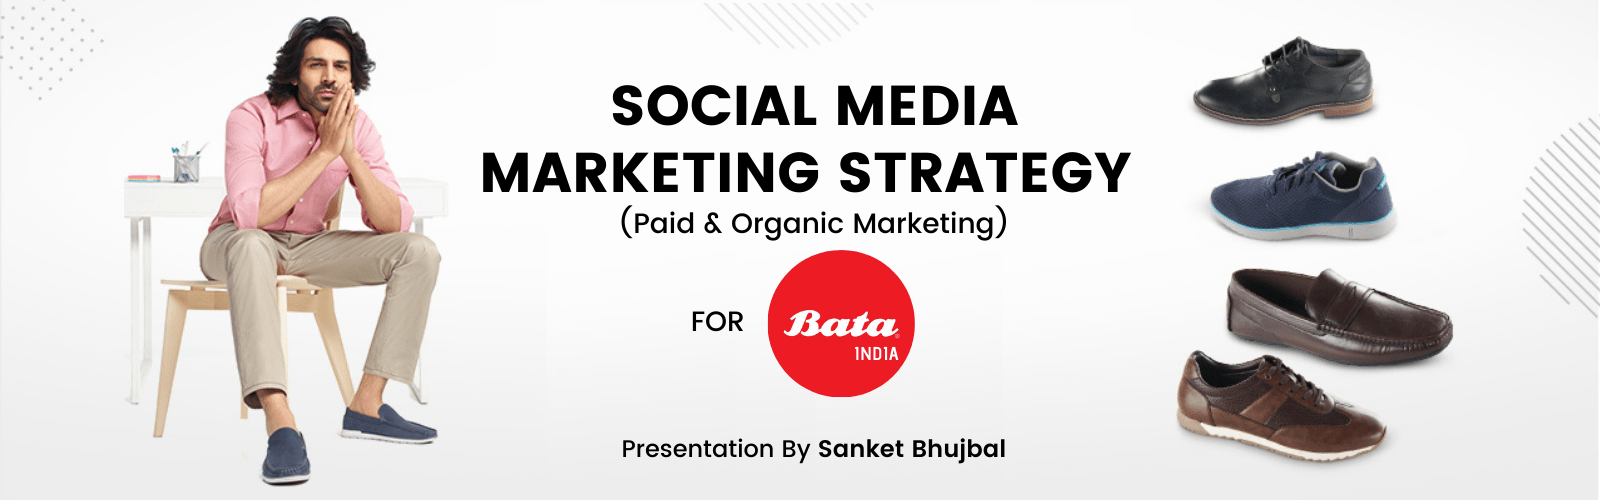 SOCIAL MEDIA
MARKETING STRATEGY
(Paid & Organic Marketing)
FOR
Bata
INDIA
Presentation By Sanket Bhujbal